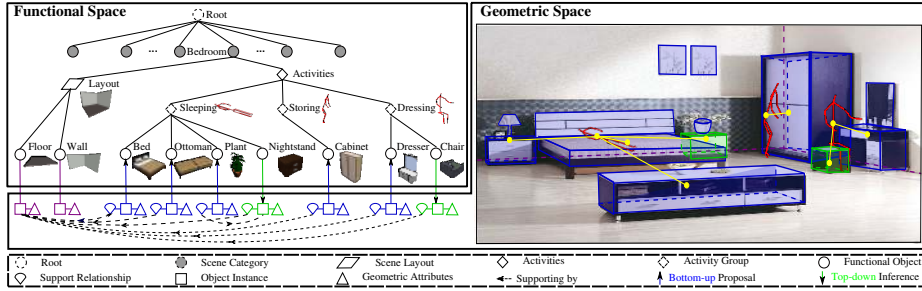 Functional Space
Root
... Bedroom ...
Layout
Activities
Sleeping
Storing
Dressing
Floor
Wall
Bed
Ottoman
Plant
Nightstand
Cabinet
Dresser
Chair
Geometric Space
Root
Scene Category
Scene Layout
Activities
Activity Group
Functional Object
Support Relationship
Object Instance
Geometric Attributes
Supporting by
Bottom-up Proposal
Top-down Inference